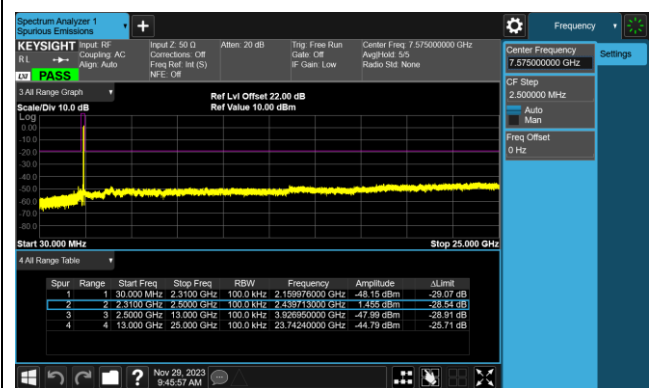 Spectrum Analyzer 1
Spurious Emissions
Frequency
KEYSIGHT
Input: RF
Coupling: AC
Align: Auto
Input Z: 50 Ω
Corrections: Off
Freq Ref: Int (S)
NFE: Off
Atten: 20 dB
Trig: Free Run
Gate: Off
IF Gain: Low
Center Freq: 7.575000000 GHz
Avg|Hold: 5/5
Radio Std: None
RL
LXI PASS
Center Frequency
7.575000000 GHz
Settings
CF Step
2.500000 MHz
Auto
Man
Freq Offset
0 Hz
3 All Range Graph
Scale/Div 10.0 dB
Ref Lvl Offset 22.00 dB
Ref Value 10.00 dBm
Log
0.00
-10.0
-20.0
-30.0
-40.0
-50.0
-60.0
-70.0
-80.0
Start 30.000 MHz
Stop 25.000 GHz
4 All Range Table
Spur Range Start Freq Stop Freq RBW Frequency Amplitude ΔLimit
1 1 30.000 MHz 2.3100 GHz 100.0 kHz 2.159976000 GHz -48.15 dBm -29.07 dB
2 2 2.3100 GHz 2.5000 GHz 100.0 kHz 2.439713000 GHz 1.455 dBm -28.54 dB
3 3 2.5000 GHz 13.000 GHz 100.0 kHz 3.926950000 GHz -47.99 dBm -28.91 dB
4 4 13.000 GHz 25.000 GHz 100.0 kHz 23.74240000 GHz -44.79 dBm -25.71 dB
Nov 29, 2023
9:45:57 AM